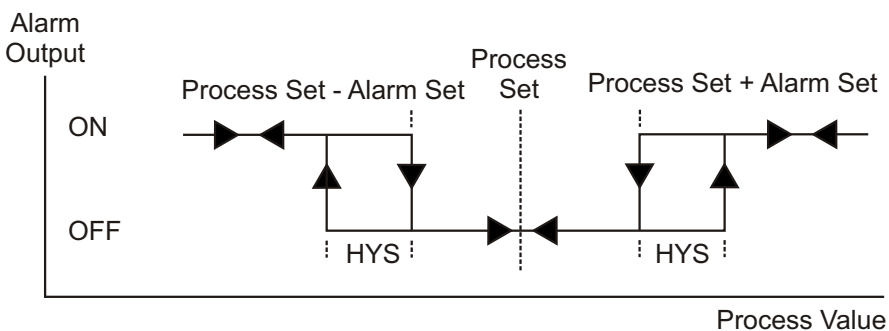 Alarm
Output
Process
Set
Process Set - Alarm Set
Process Set + Alarm Set
ON
OFF
HYS
HYS
Process Value